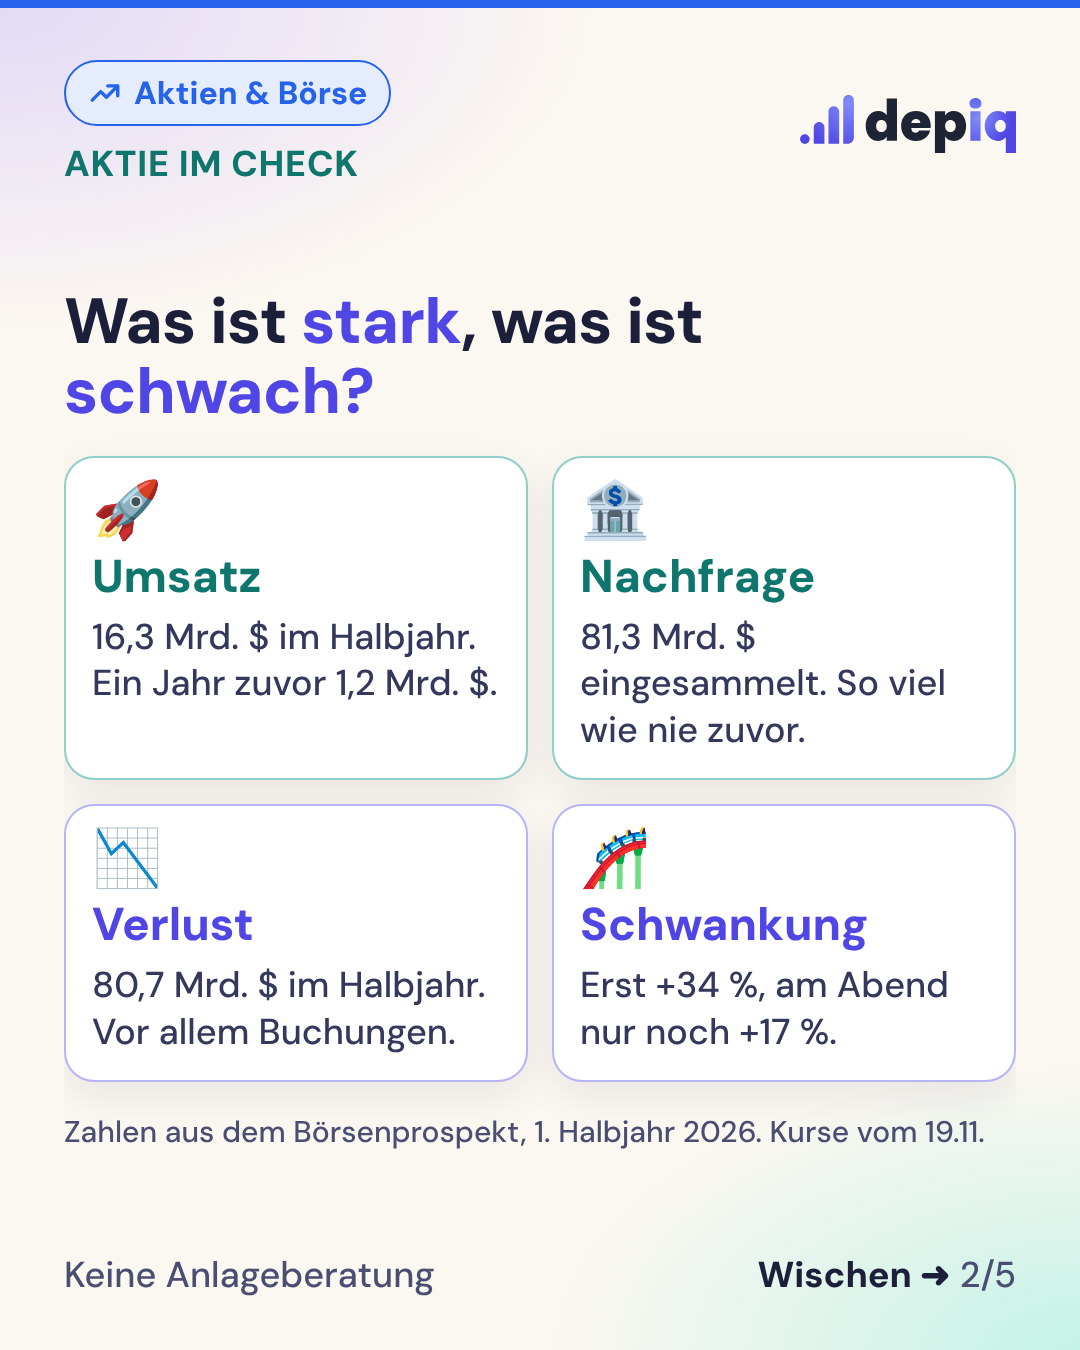 Aktien & Börse
depiq
AKTIE IM CHECK
Was ist stark, was ist
schwach?
Umsatz
16,3 Mrd. $ im Halbjahr.
Ein Jahr zuvor 1,2 Mrd. $.
Nachfrage
81,3 Mrd. $
eingesammelt. So viel
wie nie zuvor.
Verlust
80,7 Mrd. $ im Halbjahr.
Vor allem Buchungen.
Schwankung
Erst +34 %, am Abend
nur noch +17 %.
Zahlen aus dem Börsenprospekt, 1. Halbjahr 2026. Kurse vom 19.11.
Keine Anlageberatung
Wischen ➜ 2/5